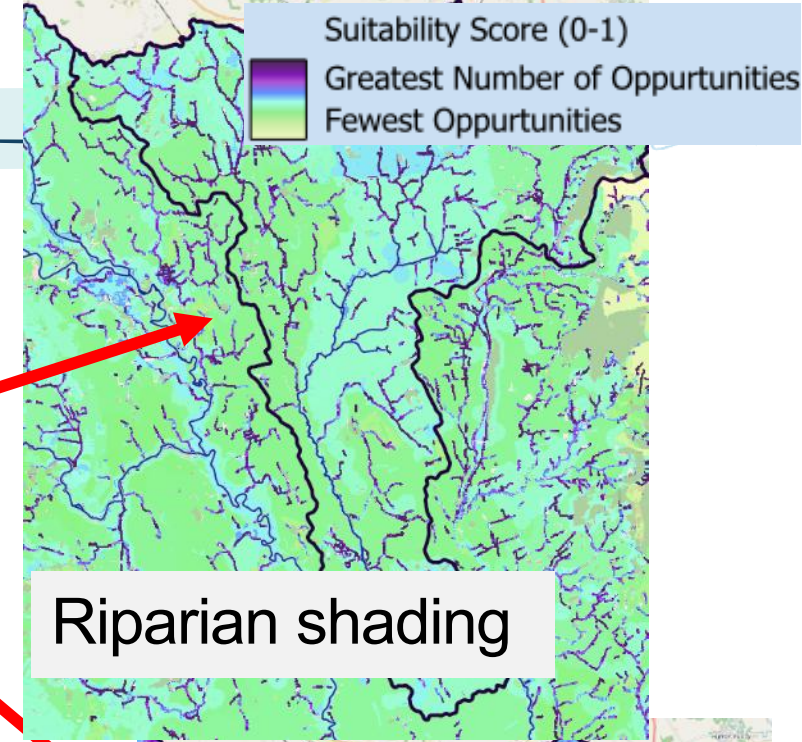 Suitability Score (0-1)
Greatest Number of Oppurtunities
Fewest Oppurtunities
Riparian shading